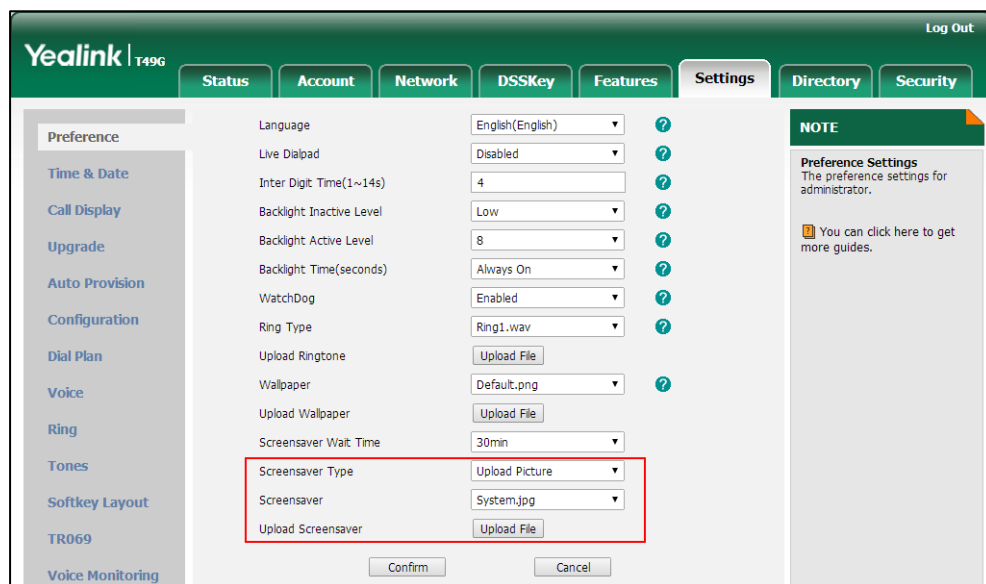 Log Out
Yealink T49G
Status Account Network DSSKey Features Settings Directory Security
Preference
Time & Date
Call Display
Upgrade
Auto Provision
Configuration
Dial Plan
Voice
Ring
Tones
Softkey Layout
TR069
Voice Monitoring
Language English(English) ?
Live Dialpad Disabled ?
Inter Digit Time(1~14s) 4 ?
Backlight Inactive Level Low ?
Backlight Active Level 8 ?
Backlight Time(seconds) Always On ?
WatchDog Enabled ?
Ring Type Ring1.wav ?
Upload Ringtone Upload File
Wallpaper Default.png ?
Upload Wallpaper Upload File
Screensaver Wait Time 30min
Screensaver Type Upload Picture
Screensaver System.jpg
Upload Screensaver Upload File
Confirm Cancel
NOTE
Preference Settings
The preference settings for
administrator.
? You can click here to get
more guides.